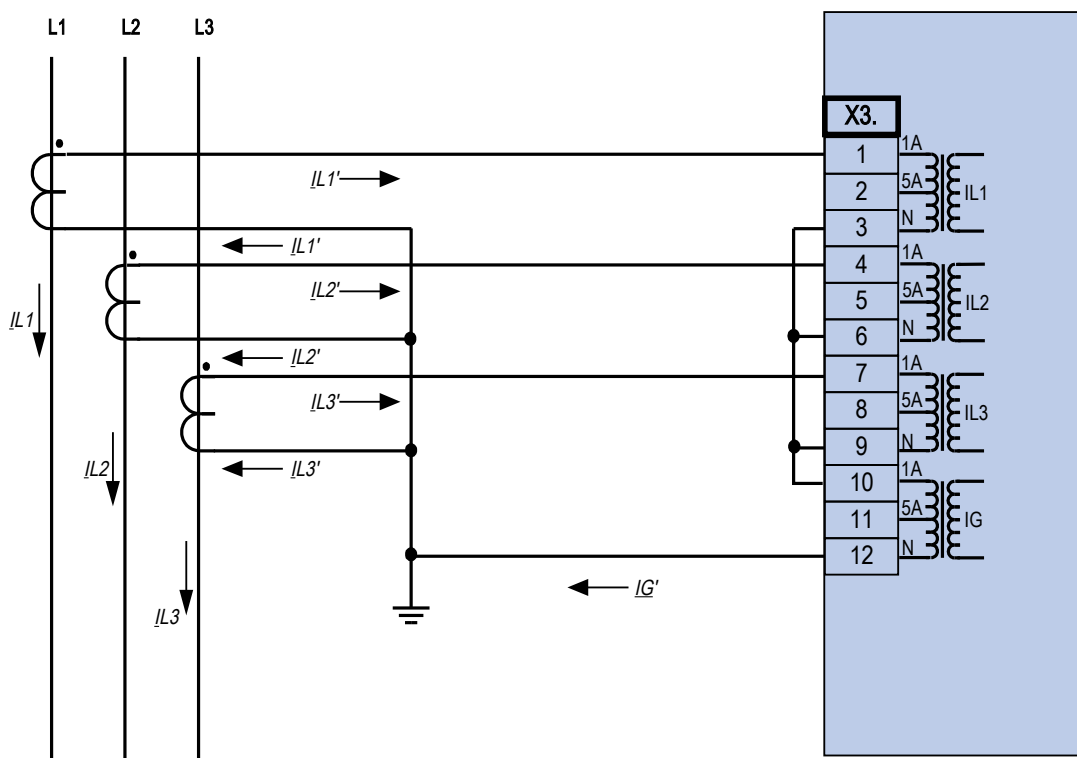 L1 L2 L3
X3.
1 1A
IL1'
2 5A IL1
3 N
IL1'
4 1A
IL2'
5 5A IL2
IL1
6 N
IL2'
7 1A
IL3'
8 5A IL3
9 N
IL2
IL3'
10 1A
11 5A IG
12 N
IG'
IL3